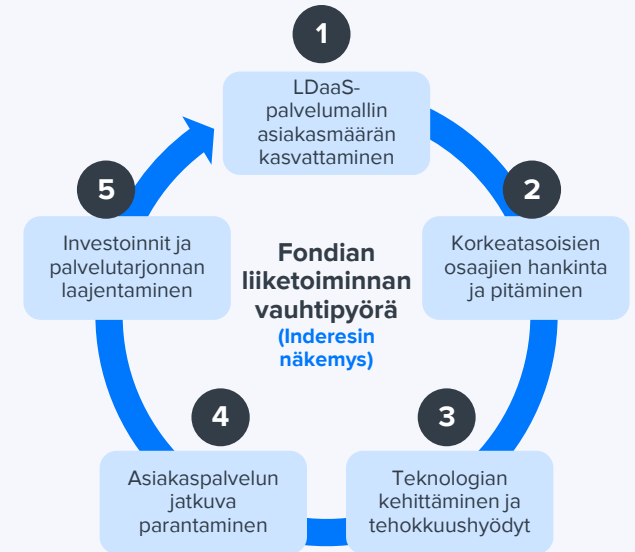 1
LDaaS-
palvelumallin
asiakasmäärän
kasvattaminen
2
Korkeatasoisien
osaajien hankinta
ja pitäminen
3
Teknologian
kehittäminen ja
tehokkuushyödyt
4
Asiakaspalvelun
jatkuva
parantaminen
5
Investoinnit ja
palvelutarjonnan
laajentaminen
Fondian
liiketoiminnan
vauhtipyörä
(Inderesin
näkemys)